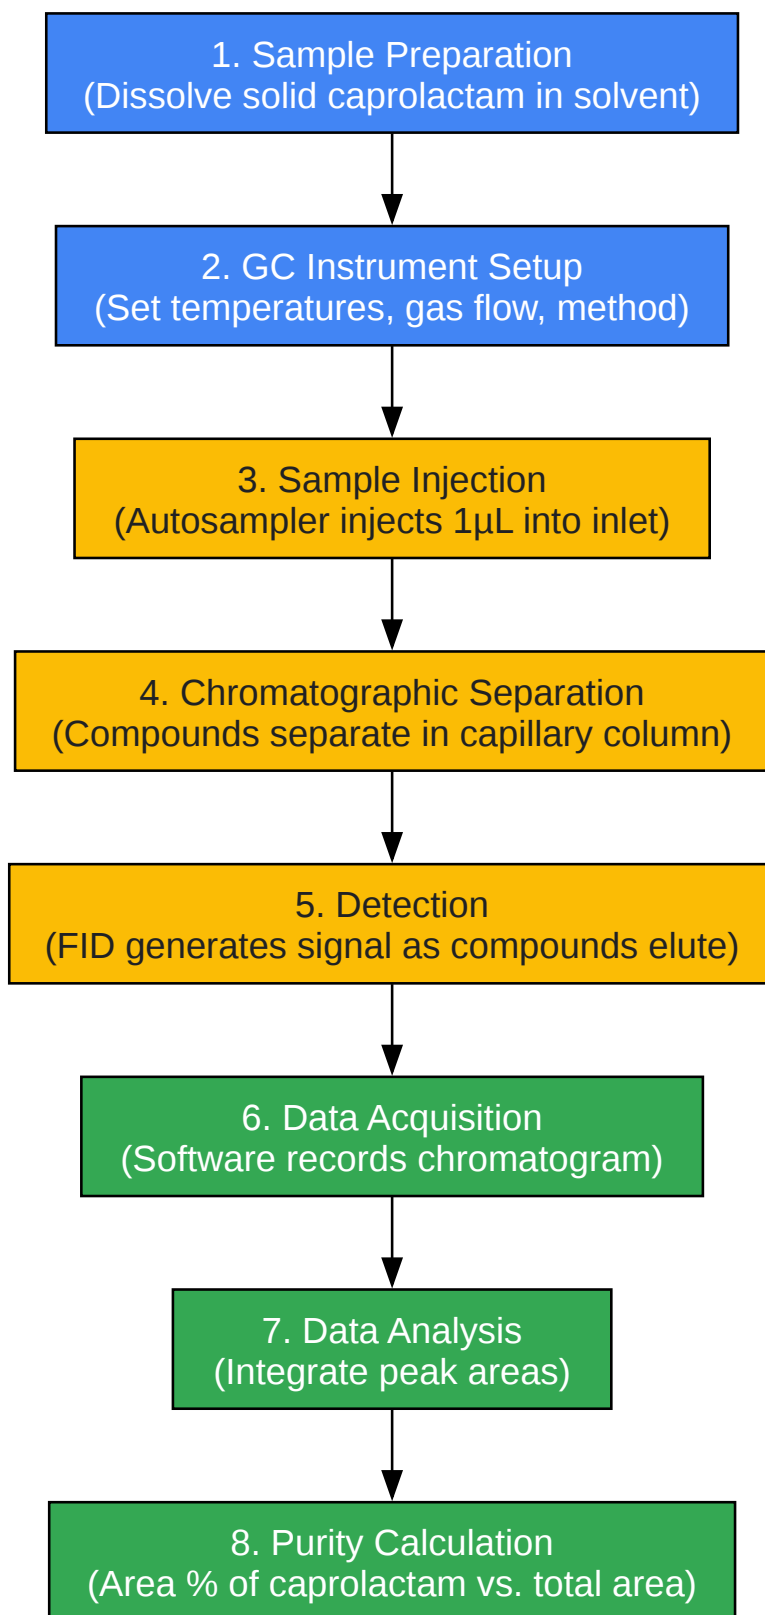 1. Sample Preparation
(Dissolve solid caprolactam in solvent)
2. GC Instrument Setup
(Set temperatures, gas flow, method)
3. Sample Injection
(Autosampler injects 1µL into inlet)
4. Chromatographic Separation
(Compounds separate in capillary column)
5. Detection
(FID generates signal as compounds elute)
6. Data Acquisition
(Software records chromatogram)
7. Data Analysis
(Integrate peak areas)
8. Purity Calculation
(Area % of caprolactam vs. total area)